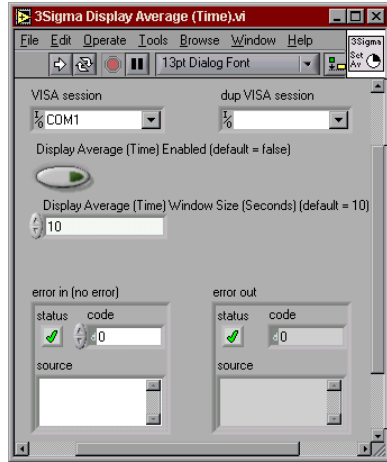 3Sigma Display Average (Time).vi
File Edit Operate Tools Browse Window Help
13pt Dialog Font
3Sigma
Set
Av
VISA session dup VISA session
I/O COM1 I/O
Display Average (Time) Enabled (default = false)
Display Average (Time) Window Size (Seconds) (default = 10)
10
error in (no error) error out
status code status code
d 0 d 0
source source